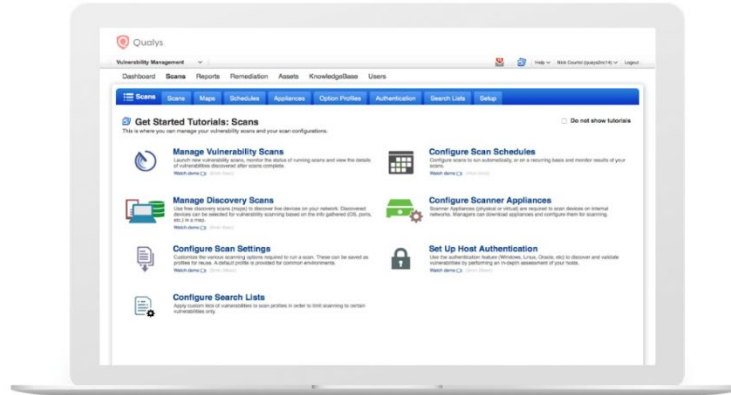 Qualys
Vulnerability Management
Help
Logout
Dashboard Scans Reports Remediation Assets KnowledgeBase Users
Scans Scans Maps Schedules Appliances Option Profiles Authentication Search Lists Setup
Get Started Tutorials: Scans
Do not show tutorials
This is where you can manage your vulnerability scans and your scan configurations.
Manage Vulnerability Scans
Launch new vulnerability scans, monitor the status of running scans and view the details
of vulnerabilities discovered after scans complete.
Watch demo
Configure Scan Schedules
Configure scans to run automatically, or on a recurring basis and monitor results of your
scans.
Watch demo
Manage Discovery Scans
Use free discovery scans (maps) to discover live devices on your network. Discovered
devices can be selected for vulnerability scanning based on the info gathered (OS, ports,
etc.) in a map.
Watch demo
Configure Scanner Appliances
Scanner Appliances (physical or virtual) are required to scan devices on internal
networks. Managers can download appliances and configure them for scanning.
Configure Scan Settings
Customize the various scanning options required to run a scan. These can be saved as
profiles for reuse. A default profile is provided for common environments.
Watch demo
Set Up Host Authentication
Use the authentication feature (Windows, Linux, Oracle, etc) to discover and validate
vulnerabilities by performing an in-depth assessment of your hosts.
Watch demo
Configure Search Lists
Apply custom lists of vulnerabilities to scan profiles in order to limit scanning to certain
vulnerabilities only.